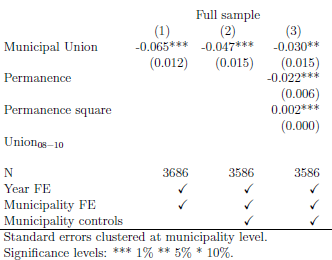 Full sample
(1) (2) (3)
Municipal Union -0.065*** -0.047*** -0.030**
(0.012) (0.015) (0.015)
Permanence -0.022***
(0.006)
Permanence square 0.002***
(0.000)
Union08−10
N 3686 3586 3586
Year FE ✓ ✓ ✓
Municipality FE ✓ ✓ ✓
Municipality controls ✓ ✓
Standard errors clustered at municipality level.
Significance levels: *** 1% ** 5% * 10%.